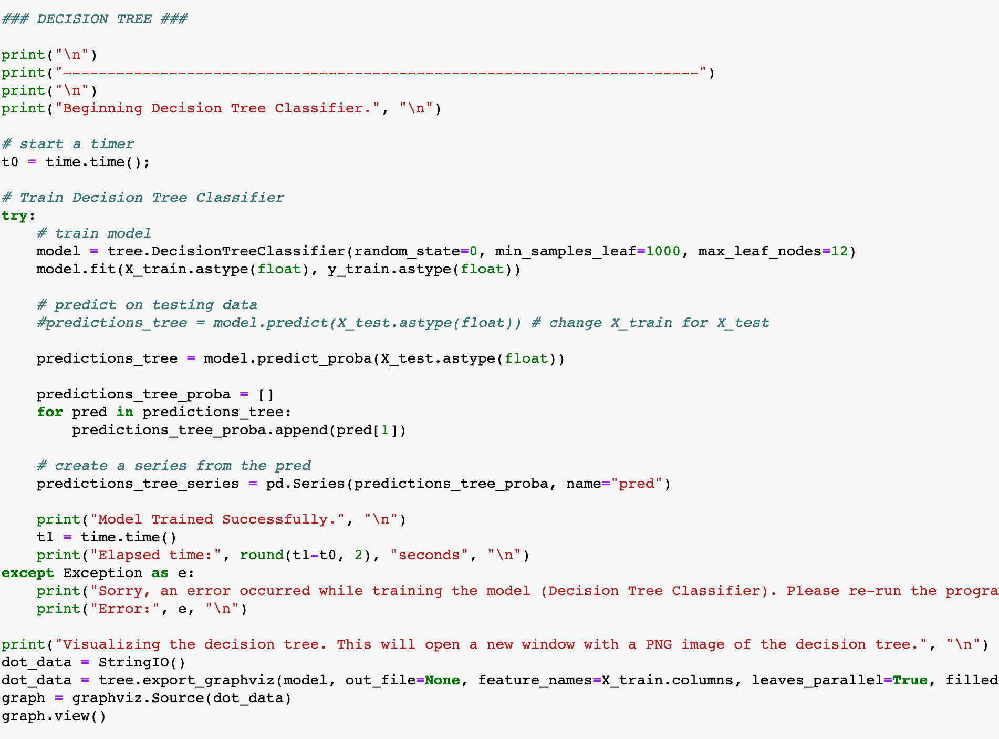 ### DECISION TREE ###
print("\n")
print("------------------------------------------------------------------------")
print("\n")
print("Beginning Decision Tree Classifier.", "\n")
# start a timer
t0 = time.time();
# Train Decision Tree Classifier
try:
    # train model
    model = tree.DecisionTreeClassifier(random_state=0, min_samples_leaf=1000, max_leaf_nodes=12)
    model.fit(X_train.astype(float), y_train.astype(float))
    # predict on testing data
    #predictions_tree = model.predict(X_test.astype(float)) # change X_train for X_test
    predictions_tree = model.predict_proba(X_test.astype(float))
    predictions_tree_proba = []
    for pred in predictions_tree:
        predictions_tree_proba.append(pred[1])
    # create a series from the pred
    predictions_tree_series = pd.Series(predictions_tree_proba, name="pred")
    print("Model Trained Successfully.", "\n")
    t1 = time.time()
    print("Elapsed time:", round(t1-t0, 2), "seconds", "\n")
except Exception as e:
    print("Sorry, an error occurred while training the model (Decision Tree Classifier). Please re-run the progra
    print("Error:", e, "\n")
print("Visualizing the decision tree. This will open a new window with a PNG image of the decision tree.", "\n")
dot_data = StringIO()
dot_data = tree.export_graphviz(model, out_file=None, feature_names=X_train.columns, leaves_parallel=True, filled
graph = graphviz.Source(dot_data)
graph.view()